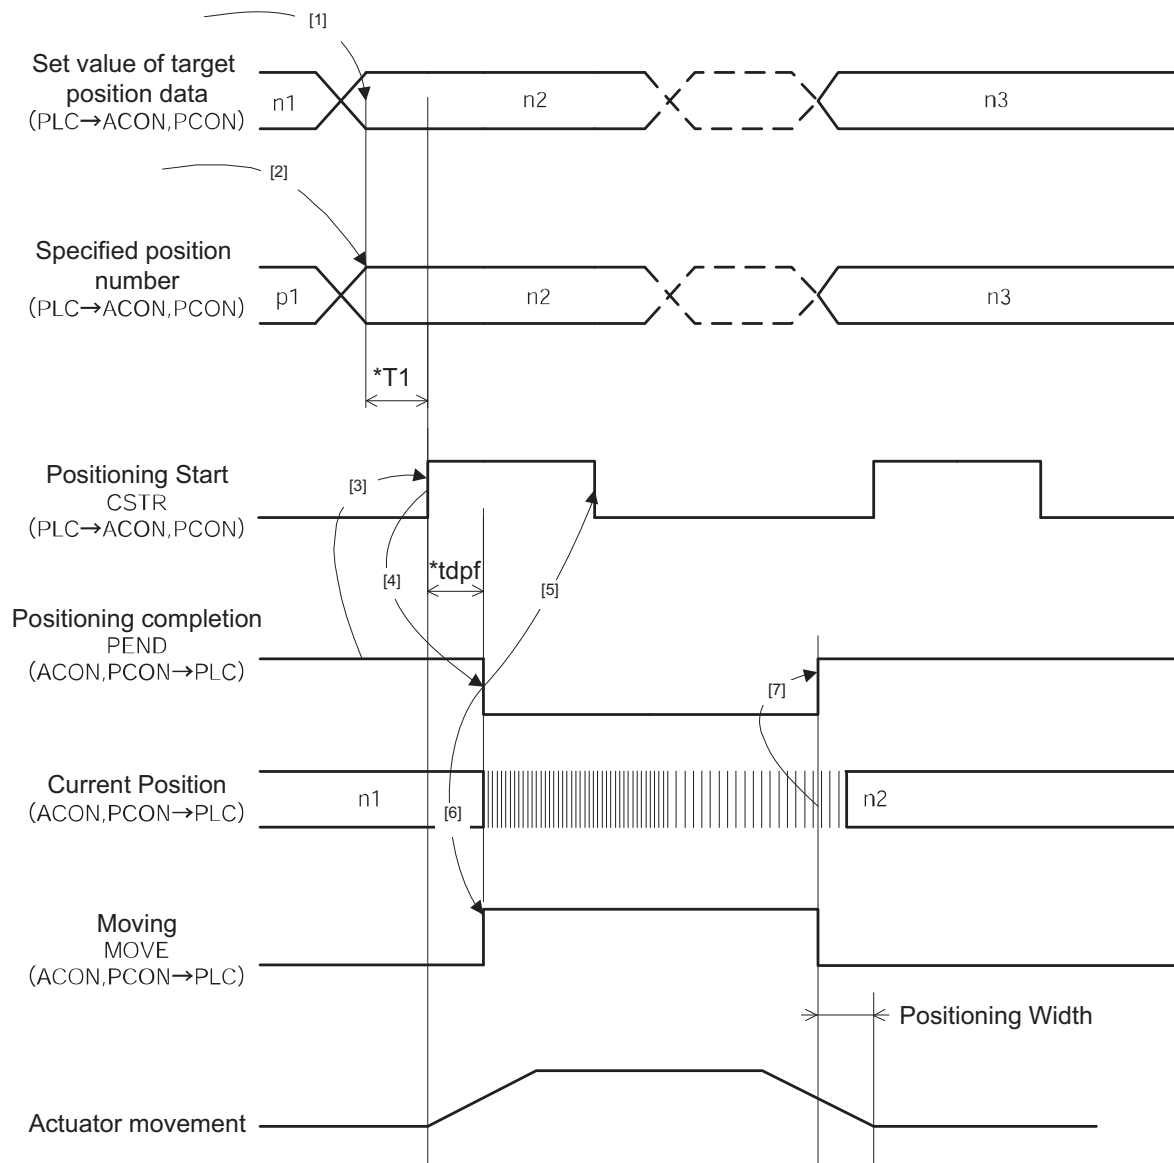 [1]
Set value of target
position data
(PLC→ACON,PCON)
n1
n2
n3
[2]
Specified position
number
(PLC→ACON,PCON)
p1
n2
n3
*T1
Positioning Start
CSTR
(PLC→ACON,PCON)
[3]
[4]
*tdpf
[5]
Positioning completion
PEND
(ACON,PCON→PLC)
[7]
Current Position
(ACON,PCON→PLC)
n1
n2
[6]
Moving
MOVE
(ACON,PCON→PLC)
Positioning Width
Actuator movement